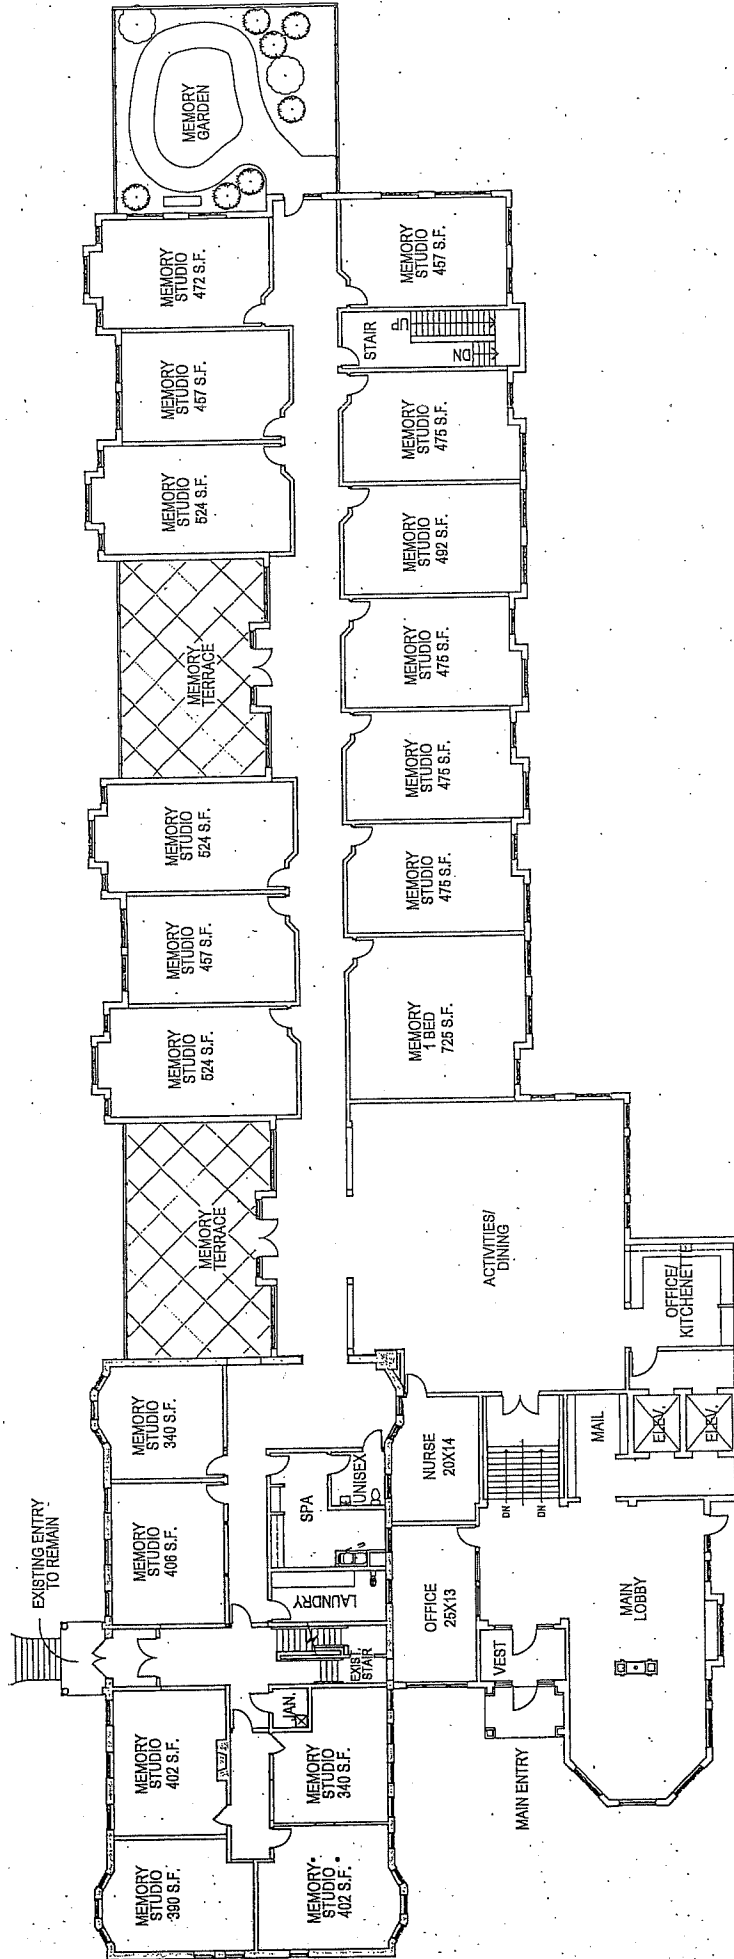 MEMORY
GARDEN
MEMORY
STUDIO
472 S.F.
MEMORY
STUDIO
457 S.F.
MEMORY
STUDIO
457 S.F.
STAIR
UP
DN
MEMORY
STUDIO
524 S.F.
MEMORY
STUDIO
475 S.F.
MEMORY
STUDIO
492 S.F.
MEMORY
TERRACE
MEMORY
STUDIO
475 S.F.
MEMORY
STUDIO
475 S.F.
MEMORY
STUDIO
524 S.F.
MEMORY
STUDIO
475 S.F.
MEMORY
STUDIO
457 S.F.
MEMORY
1 BED
725 S.F.
MEMORY
STUDIO
524 S.F.
MEMORY
TERRACE
ACTIVITIES/
DINING
OFFICE/
KITCHENET
MEMORY
STUDIO
340 S.F.
NURSE
20X14
MAIL
ELEV.
ELEV.
UNISEX
SPA
DN
DN
MEMORY
STUDIO
406 S.F.
EXISTING ENTRY
TO REMAIN
LAUNDRY
OFFICE
25X13
MAIN
LOBBY
VEST
EXIST
STAIR
JAN.
MEMORY
STUDIO
402 S.F.
MEMORY
STUDIO
340 S.F.
MAIN ENTRY
MEMORY
STUDIO
390 S.F.
MEMORY
STUDIO
402 S.F.